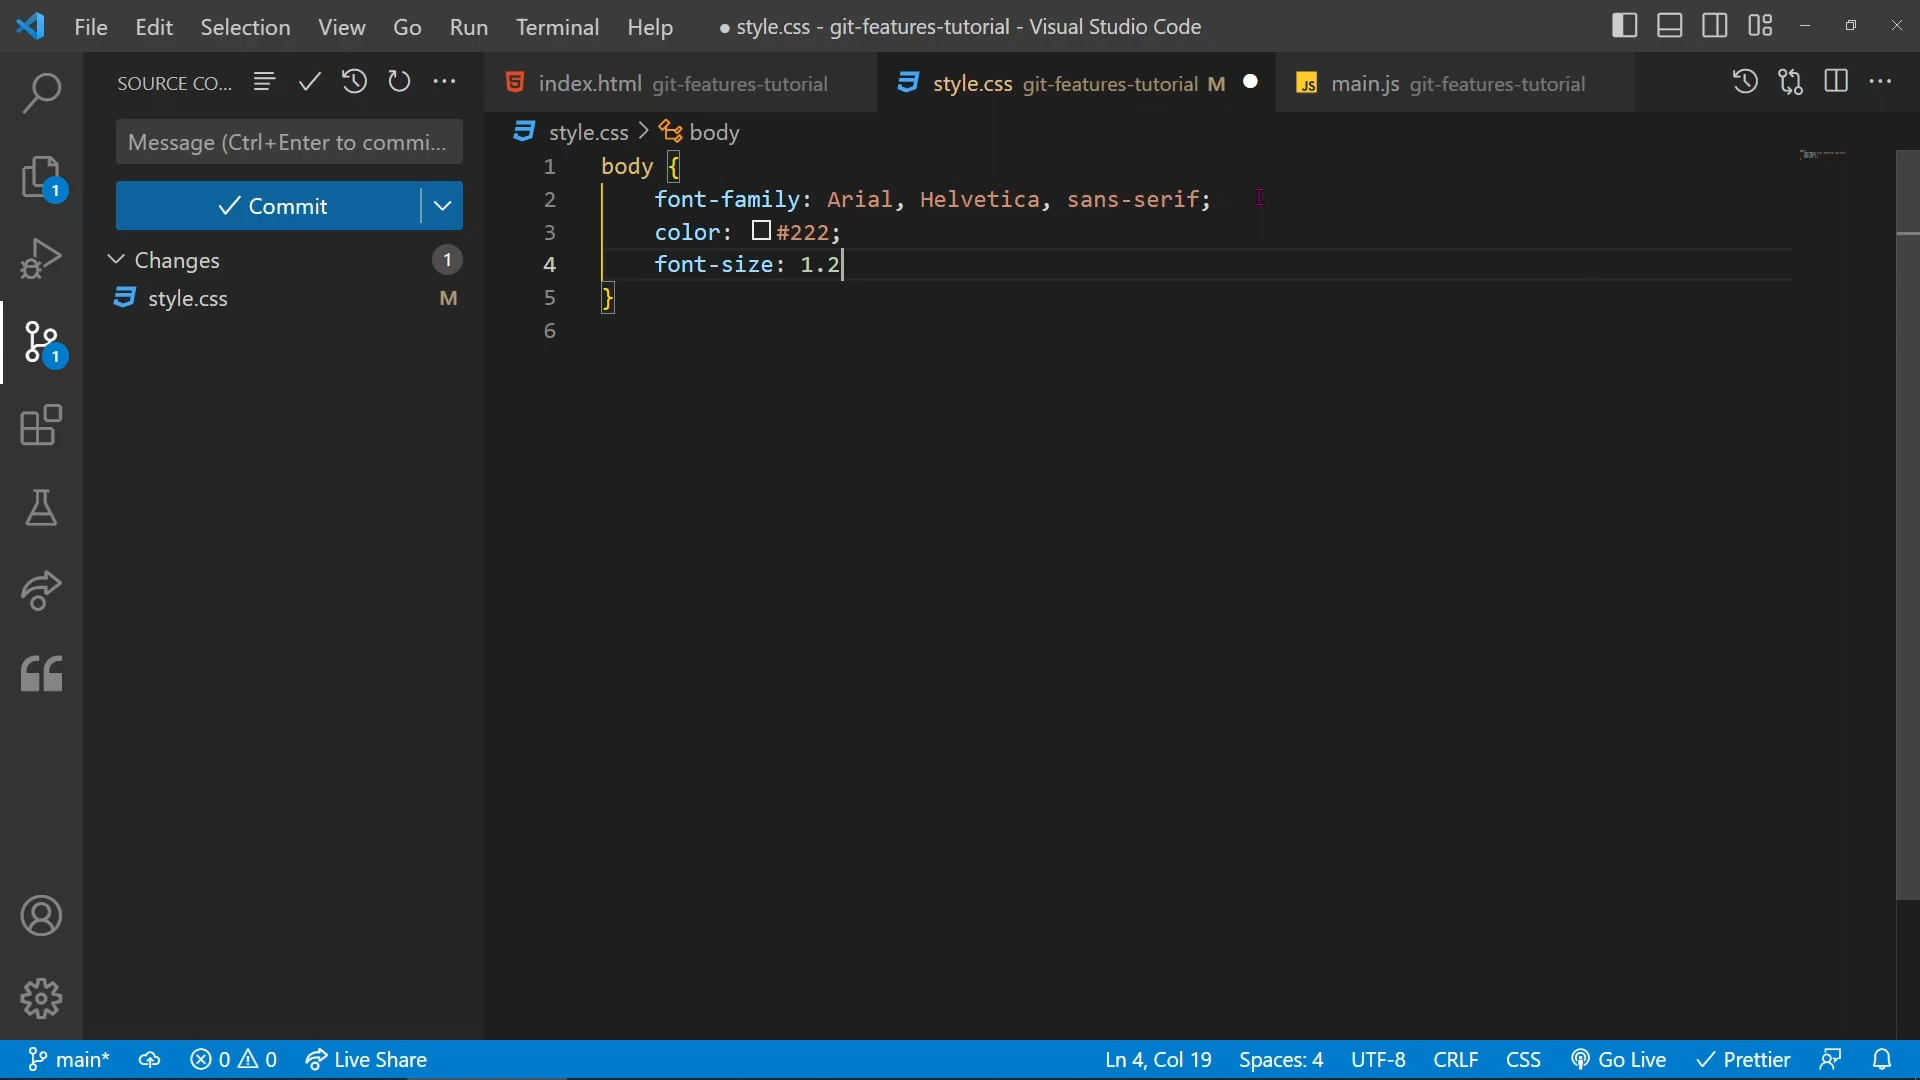 File Edit Selection View Go Run Terminal Help ● style.css - git-features-tutorial - Visual Studio Code
SOURCE CO...
index.html git-features-tutorial
style.css git-features-tutorial M
JS main.js git-features-tutorial
Message (Ctrl+Enter to commi...
Commit
Changes 1
style.css M
1
1
style.css > body
1 body {
2 font-family: Arial, Helvetica, sans-serif;
3 color: #222;
4 font-size: 1.2
5 }
6
main* 0 0 Live Share Ln 4, Col 19 Spaces: 4 UTF-8 CRLF CSS Go Live Prettier